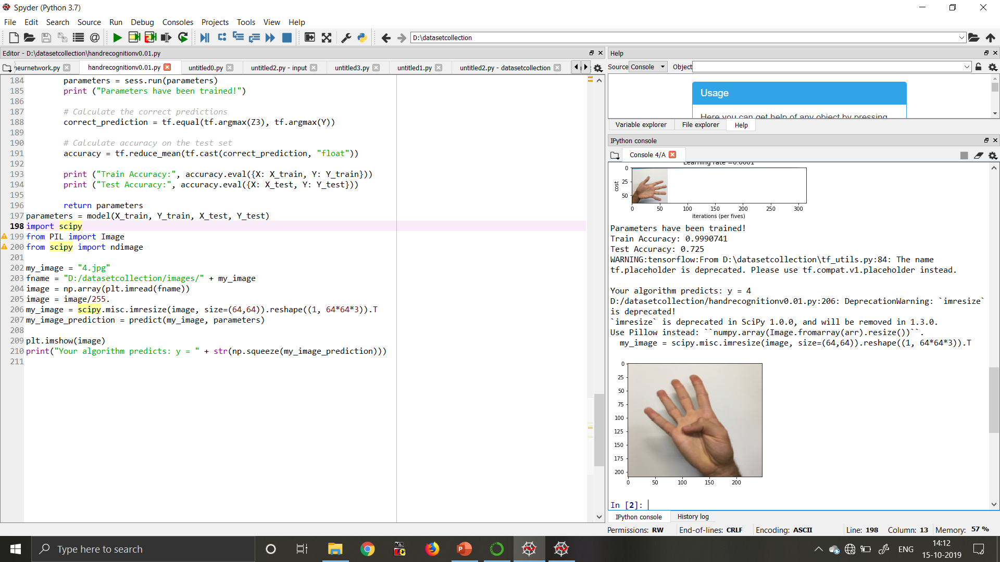 Spyder (Python 3.7)
File Edit Search Source Run Debug Consoles Projects Tools View Help
D:\datasetcollection
Editor - D:\datasetcollection\handrecognitionv0.01.py
neurnetwork.py handrecognitionv0.01.py untitled0.py untitled2.py - input untitled3.py untitled1.py untitled2.py - datasetcollection
184 parameters = sess.run(parameters)
185 print ("Parameters have been trained!")
186
187 # Calculate the correct predictions
188 correct_prediction = tf.equal(tf.argmax(Z3), tf.argmax(Y))
189
190 # Calculate accuracy on the test set
191 accuracy = tf.reduce_mean(tf.cast(correct_prediction, "float"))
192
193 print ("Train Accuracy:", accuracy.eval({X: X_train, Y: Y_train}))
194 print ("Test Accuracy:", accuracy.eval({X: X_test, Y: Y_test}))
195
196 return parameters
197 parameters = model(X_train, Y_train, X_test, Y_test)
198 import scipy
199 from PIL import Image
200 from scipy import ndimage
201
202 my_image = "4.jpg"
203 fname = "D:/datasetcollection/images/" + my_image
204 image = np.array(plt.imread(fname))
205 image = image/255.
206 my_image = scipy.misc.imresize(image, size=(64,64)).reshape((1, 64*64*3)).T
207 my_image_prediction = predict(my_image, parameters)
208
209 plt.imshow(image)
210 print("Your algorithm predicts: y = " + str(np.squeeze(my_image_prediction)))
211
Help
Source Console Object
Usage
Here you can get help of any object by pressing
Variable explorer File explorer Help
IPython console
Console 4/A
Learning rate =0.0001
cost
0
25
50
0 50 100 150 200 250 300
iterations (per fives)
Parameters have been trained!
Train Accuracy: 0.9990741
Test Accuracy: 0.725
WARNING:tensorflow:From D:\datasetcollection\tf_utils.py:84: The name
tf.placeholder is deprecated. Please use tf.compat.v1.placeholder instead.
Your algorithm predicts: y = 4
D:/datasetcollection/handrecognitionv0.01.py:206: DeprecationWarning: `imresize`
is deprecated!
`imresize` is deprecated in SciPy 1.0.0, and will be removed in 1.3.0.
Use Pillow instead: ``numpy.array(Image.fromarray(arr).resize())``.
my_image = scipy.misc.imresize(image, size=(64,64)).reshape((1, 64*64*3)).T
0
25
50
75
100
125
150
175
200
0 50 100 150 200
In [2]:
IPython console History log
Permissions: RW End-of-lines: CRLF Encoding: ASCII Line: 198 Column: 13 Memory: 57 %
Type here to search
ENG
14:12
15-10-2019